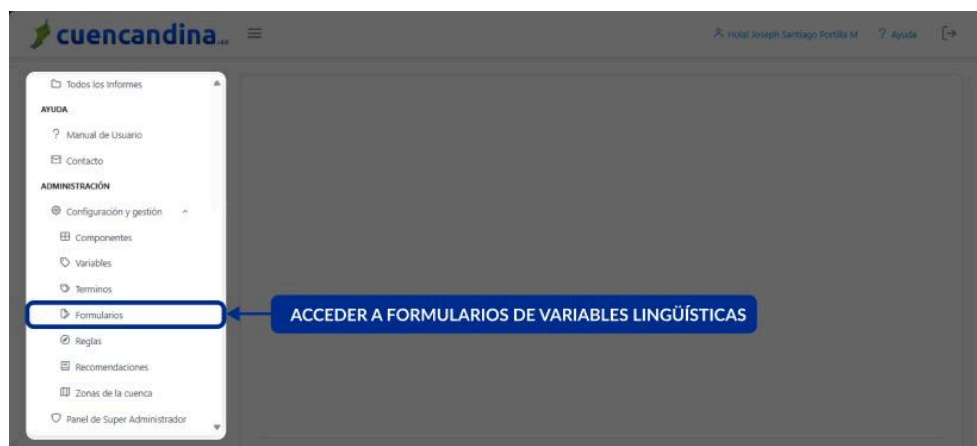 cuencandina
Hola! Joseph Santiago Portilla M
? Ayuda
Todos los Informes
AYUDA
? Manual de Usuario
Contacto
ADMINISTRACIÓN
Configuración y gestión
Componentes
Variables
Terminos
Formularios
ACCEDER A FORMULARIOS DE VARIABLES LINGÜÍSTICAS
Reglas
Recomendaciones
Zonas de la cuenca
Panel de Super Administrador